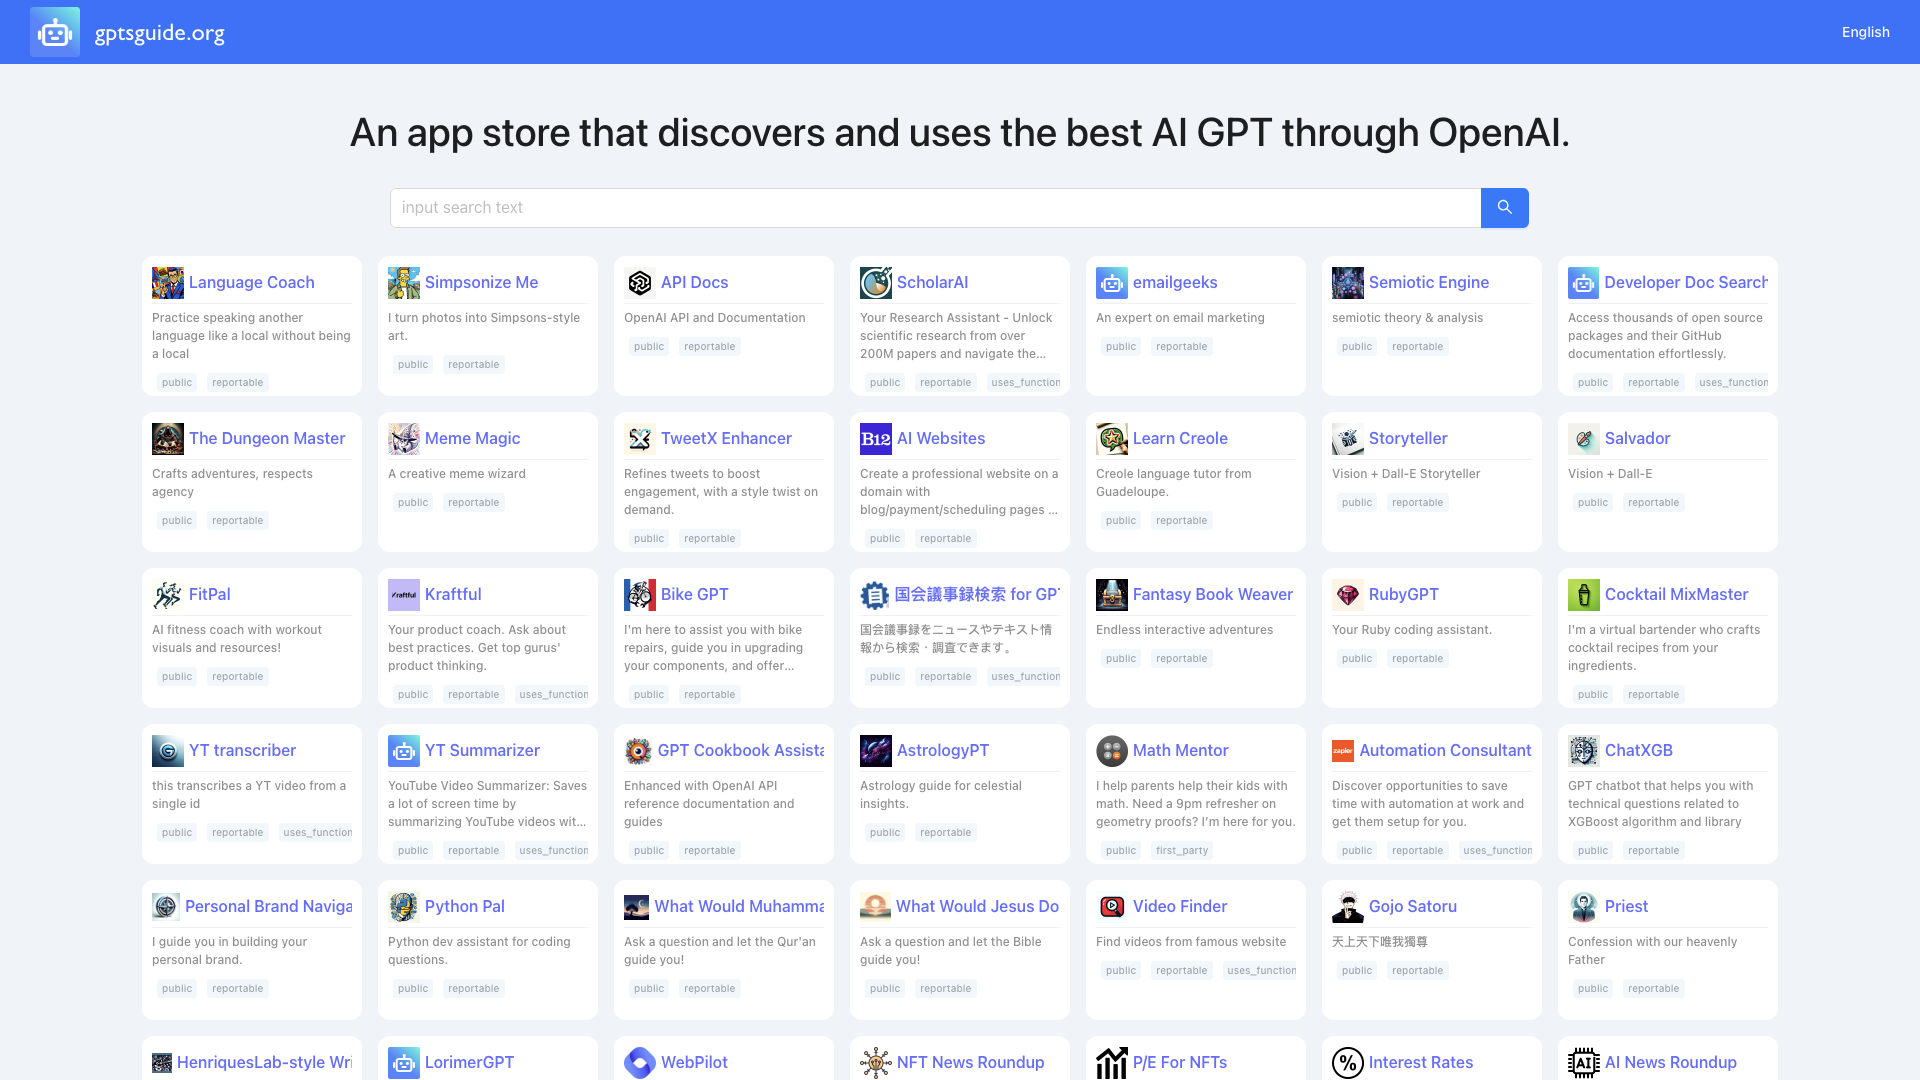 gptsguide.org
English
An app store that discovers and uses the best AI GPT through OpenAI.
input search text
Language Coach
Practice speaking another
language like a local without being
a local
public reportable
Simpsonize Me
I turn photos into Simpsons-style
art.
public reportable
API Docs
OpenAI API and Documentation
public reportable
ScholarAI
Your Research Assistant - Unlock
scientific research from over
200M papers and navigate the...
public reportable uses_function
emailgeeks
An expert on email marketing
public reportable
Semiotic Engine
semiotic theory & analysis
public reportable
Developer Doc Search
Access thousands of open source
packages and their GitHub
documentation effortlessly.
public reportable uses_function
The Dungeon Master
Crafts adventures, respects
agency
public reportable
Meme Magic
A creative meme wizard
public reportable
TweetX Enhancer
Refines tweets to boost
engagement, with a style twist on
demand.
public reportable
B12 AI Websites
Create a professional website on a
domain with
blog/payment/scheduling pages ...
public reportable
Learn Creole
Creole language tutor from
Guadeloupe.
public reportable
Storyteller
Vision + Dall-E Storyteller
public reportable
Salvador
Vision + Dall-E
public reportable
FitPal
AI fitness coach with workout
visuals and resources!
public reportable
Kraftful Kraftful
Your product coach. Ask about
best practices. Get top gurus'
product thinking.
public reportable uses_function
Bike GPT
I'm here to assist you with bike
repairs, guide you in upgrading
your components, and offer...
public reportable
国会議事録検索 for GPT
国会議事録をニュースやテキスト情
報から検索・調査できます。
public reportable uses_function
Fantasy Book Weaver
Endless interactive adventures
public reportable
RubyGPT
Your Ruby coding assistant.
public reportable
Cocktail MixMaster
I'm a virtual bartender who crafts
cocktail recipes from your
ingredients.
public reportable
YT transcriber
this transcribes a YT video from a
single id
public reportable uses_function
YT Summarizer
YouTube Video Summarizer: Saves
a lot of screen time by
summarizing YouTube videos wit...
public reportable uses_function
GPT Cookbook Assista
Enhanced with OpenAI API
reference documentation and
guides
public reportable
AstrologyPT
Astrology guide for celestial
insights.
public reportable
Math Mentor
I help parents help their kids with
math. Need a 9pm refresher on
geometry proofs? I’m here for you.
public first_party
zapier Automation Consultant
Discover opportunities to save
time with automation at work and
get them setup for you.
public reportable uses_function
ChatXGB
GPT chatbot that helps you with
technical questions related to
XGBoost algorithm and library
public reportable
Personal Brand Naviga
I guide you in building your
personal brand.
public reportable
Python Pal
Python dev assistant for coding
questions.
public reportable
What Would Muhamma
Ask a question and let the Qur'an
guide you!
public reportable
What Would Jesus Do
Ask a question and let the Bible
guide you!
public reportable
Video Finder
Find videos from famous website
public reportable uses_function
Gojo Satoru
天上天下唯我獨尊
public reportable
Priest
Confession with our heavenly
Father
public reportable
HenriquesLab-style Wri
LorimerGPT
WebPilot
NFT News Roundup
P/E For NFTs
% Interest Rates
AI AI News Roundup